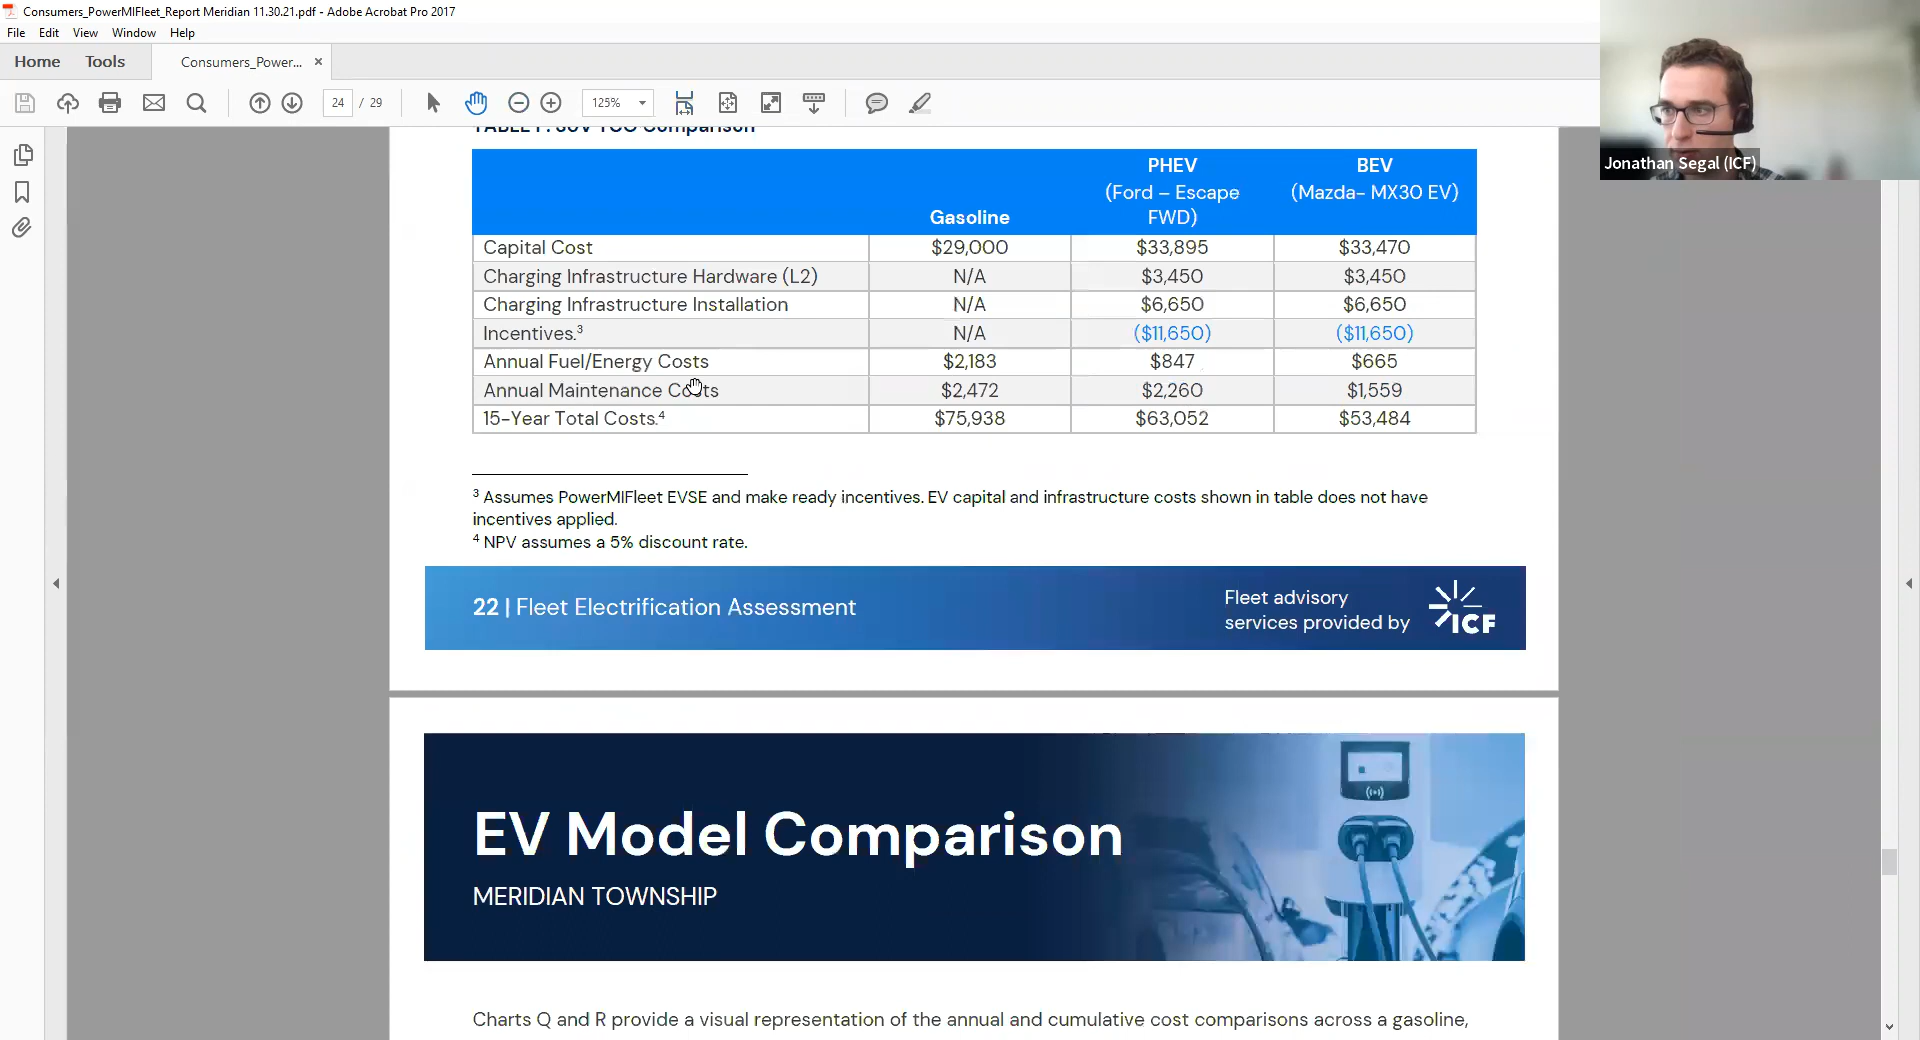 Consumers_PowerMIFleet_Report Meridian 11.30.21.pdf - Adobe Acrobat Pro 2017
File Edit View Window Help
Home Tools Consumers_Power... ×
24 / 29 125%
Jonathan Segal (ICF)
SUV TCO Comparison
PHEV BEV
(Ford – Escape (Mazda– MX30 EV)
Gasoline FWD)
Capital Cost $29,000 $33,895 $33,470
Charging Infrastructure Hardware (L2) N/A $3,450 $3,450
Charging Infrastructure Installation N/A $6,650 $6,650
Incentives.³ N/A ($11,650) ($11,650)
Annual Fuel/Energy Costs $2,183 $847 $665
Annual Maintenance Costs $2,472 $2,260 $1,559
15-Year Total Costs.⁴ $75,938 $63,052 $53,484
³ Assumes PowerMIFleet EVSE and make ready incentives. EV capital and infrastructure costs shown in table does not have
incentives applied.
⁴ NPV assumes a 5% discount rate.
22 | Fleet Electrification Assessment
Fleet advisory
services provided by
ICF
EV Model Comparison
MERIDIAN TOWNSHIP
Charts Q and R provide a visual representation of the annual and cumulative cost comparisons across a gasoline,